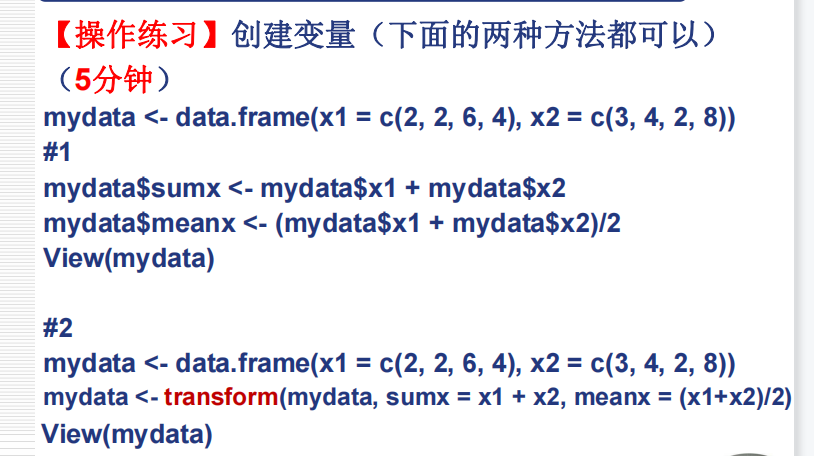 【操作练习】创建变量（下面的两种方法都可以）
（5分钟）
mydata <- data.frame(x1 = c(2, 2, 6, 4), x2 = c(3, 4, 2, 8))
#1
mydata$sumx <- mydata$x1 + mydata$x2
mydata$meanx <- (mydata$x1 + mydata$x2)/2
View(mydata)
#2
mydata <- data.frame(x1 = c(2, 2, 6, 4), x2 = c(3, 4, 2, 8))
mydata <- transform(mydata, sumx = x1 + x2, meanx = (x1+x2)/2)
View(mydata)